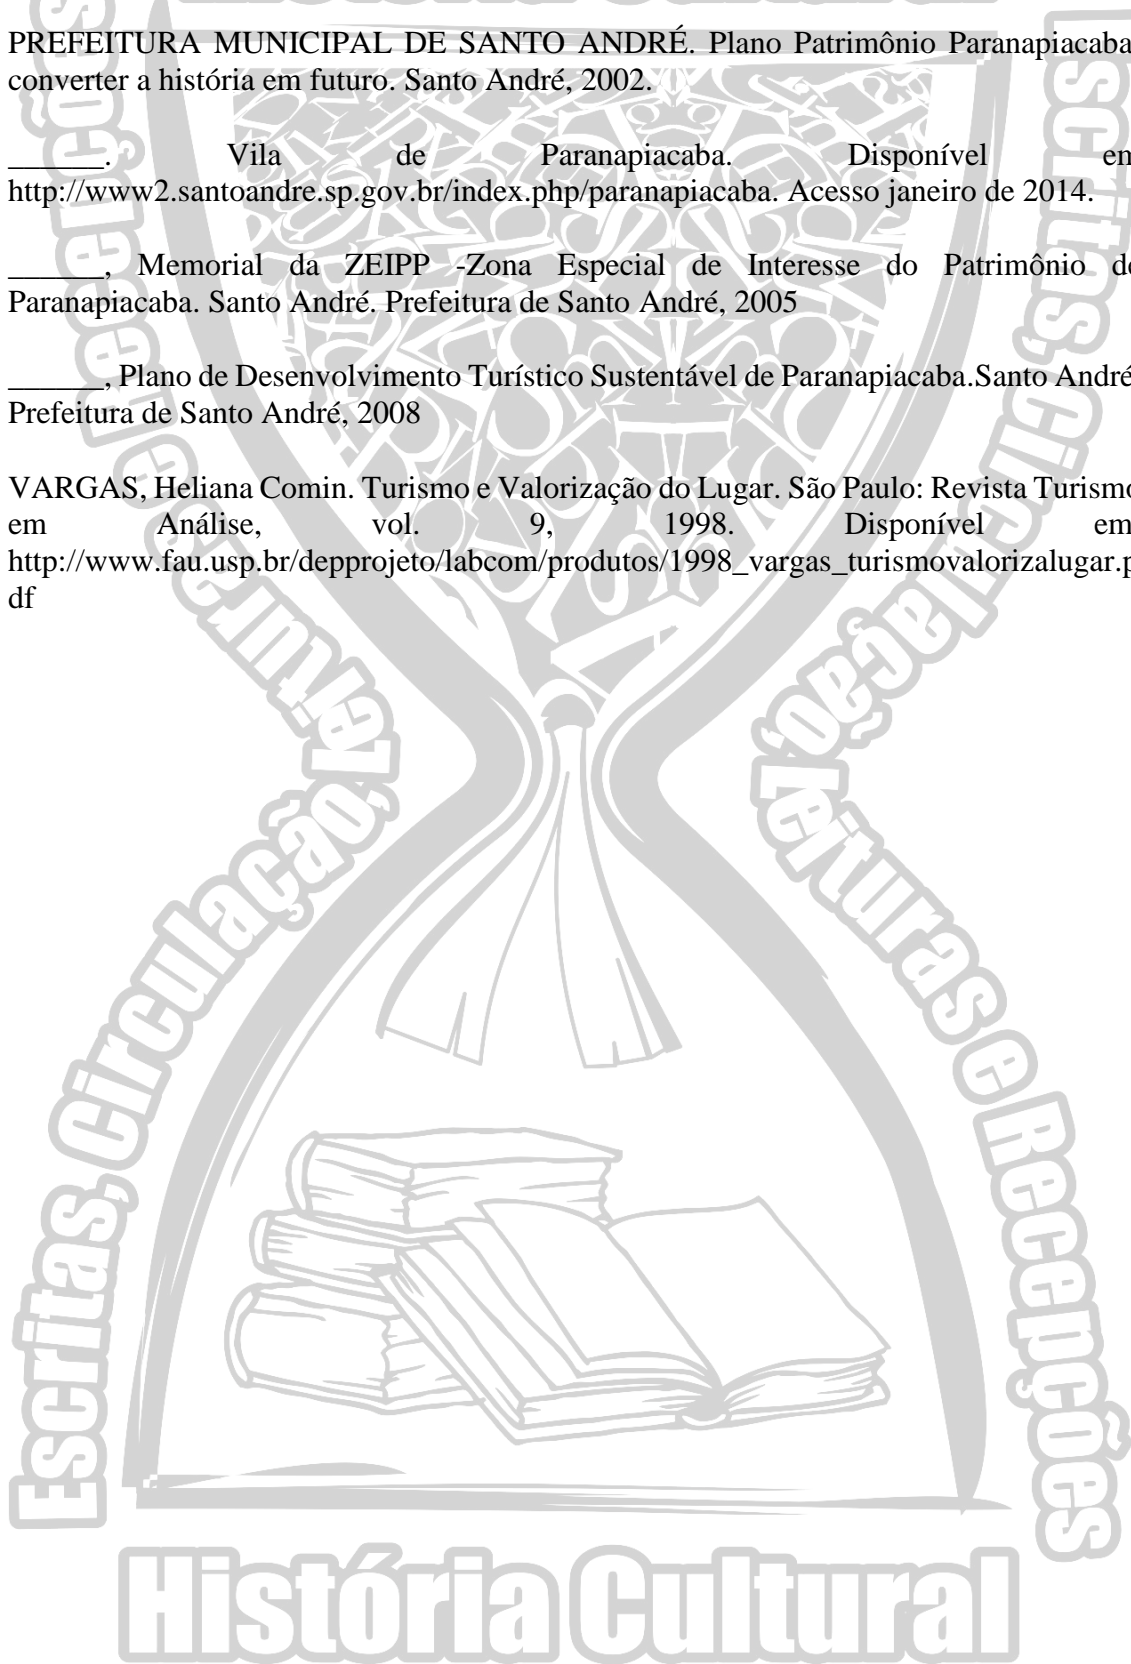 PREFEITURA MUNICIPAL DE SANTO ANDRÉ. Plano Patrimônio Paranapiacaba
converter a história em futuro. Santo André, 2002.
______. Vila de Paranapiacaba. Disponível em
http://www2.santoandre.sp.gov.br/index.php/paranapiacaba. Acesso janeiro de 2014.
______, Memorial da ZEIPP -Zona Especial de Interesse do Patrimônio de
Paranapiacaba. Santo André. Prefeitura de Santo André, 2005
______, Plano de Desenvolvimento Turístico Sustentável de Paranapiacaba.Santo André
Prefeitura de Santo André, 2008
VARGAS, Heliana Comin. Turismo e Valorização do Lugar. São Paulo: Revista Turismo
em Análise, vol. 9, 1998. Disponível em
http://www.fau.usp.br/depprojeto/labcom/produtos/1998_vargas_turismovalorizalugar.p
df
Escritas, Circulação, Leituras e Recepções
Escritas, Circulação, Leituras e Recepções
História Cultural